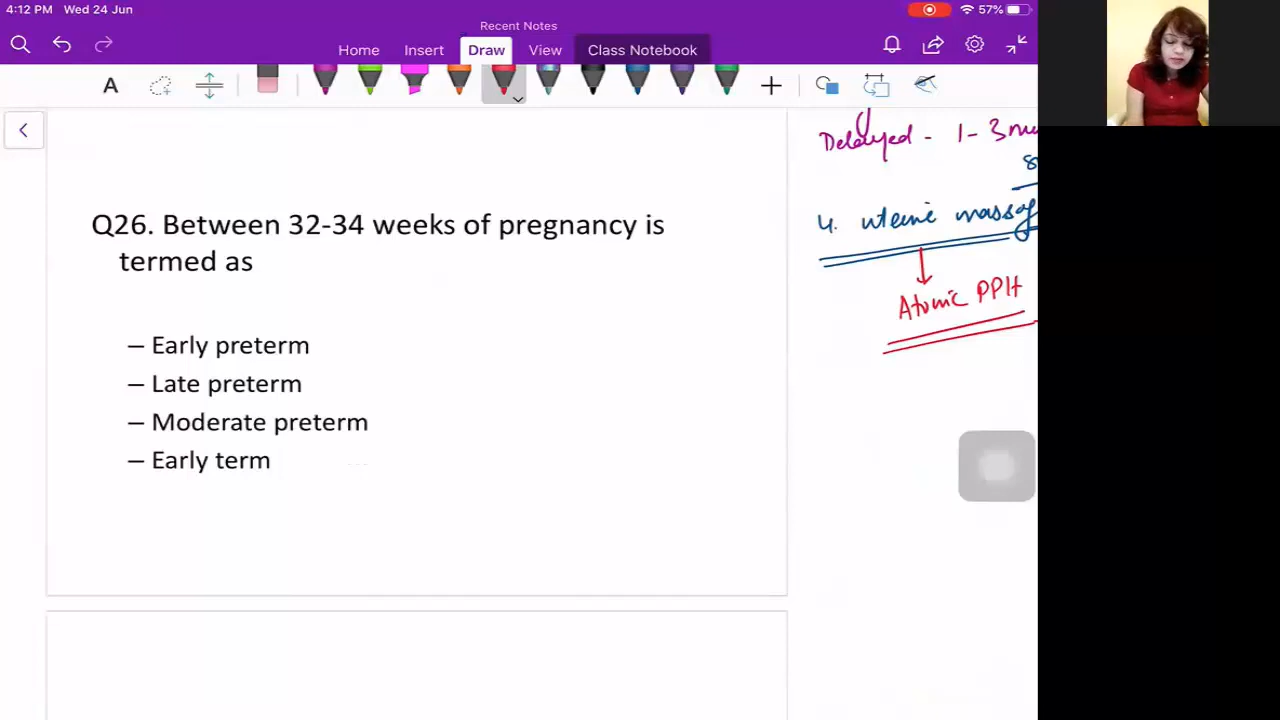 4:12 PM Wed 24 Jun
57%
Recent Notes
Home Insert Draw View Class Notebook
A
Delayed - 1-3
8
4. uterine massag
Atonic PPH
Q26. Between 32-34 weeks of pregnancy is
termed as
– Early preterm
– Late preterm
– Moderate preterm
– Early term